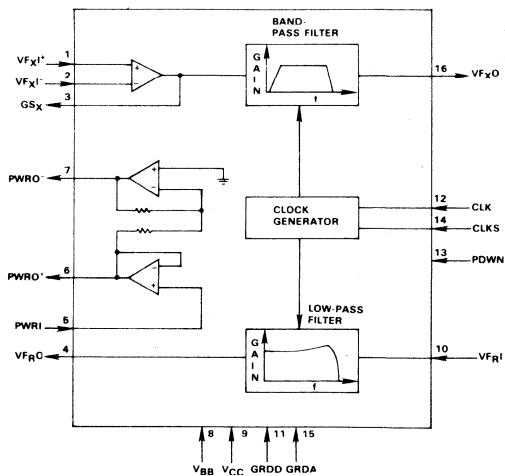 BAND-
PASS FILTER
VFXI+ 1
VFXI- 2
GSX 3
G
A
I
N
f
16 VFXO
PWRO- 7
+
-
+
-
CLOCK
GENERATOR
12 CLK
14 CLKS
13 PDWN
PWRO+ 6
-
+
PWRI 5
VFRO 4
LOW-PASS
FILTER
G
A
I
N
f
10 VFRI
8 9 11 15
VBB VCC GRDD GRDA